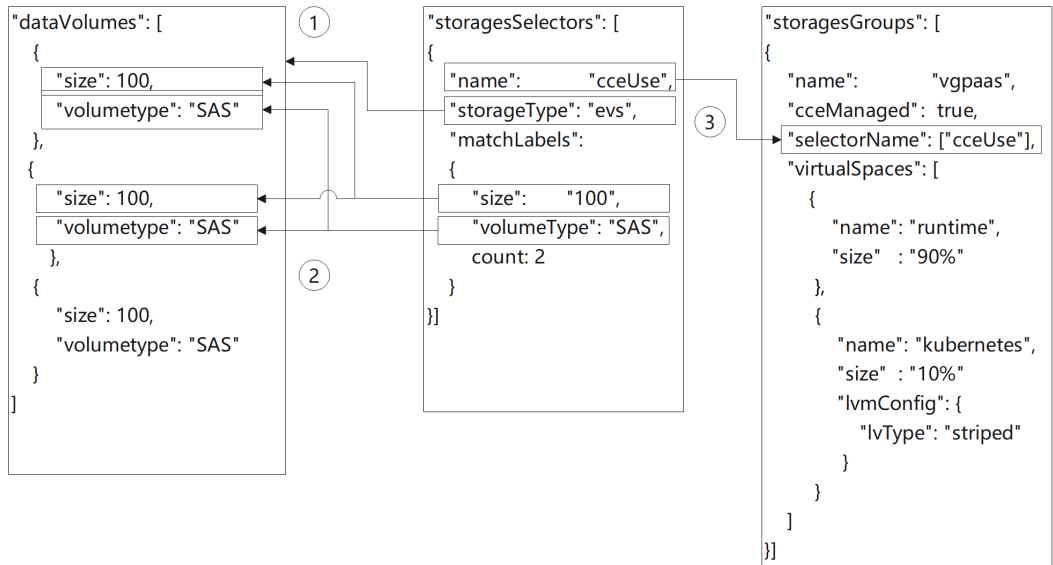 "dataVolumes": [
{
"size": 100,
"volumetype": "SAS"
},
{
"size": 100,
"volumetype": "SAS"
},
{
"size": 100,
"volumetype": "SAS"
}
]
1
2
"storagesSelectors": [
{
"name": "cceUse",
"storageType": "evs",
"matchLabels":
{
"size": "100",
"volumeType": "SAS",
count: 2
}
}]
3
"storagesGroups": [
{
"name": "vgpaas",
"cceManaged": true,
"selectorName": ["cceUse"],
"virtualSpaces": [
{
"name": "runtime",
"size" : "90%"
},
{
"name": "kubernetes",
"size" : "10%"
"lvmConfig": {
"lvType": "striped"
}
}
]
}]